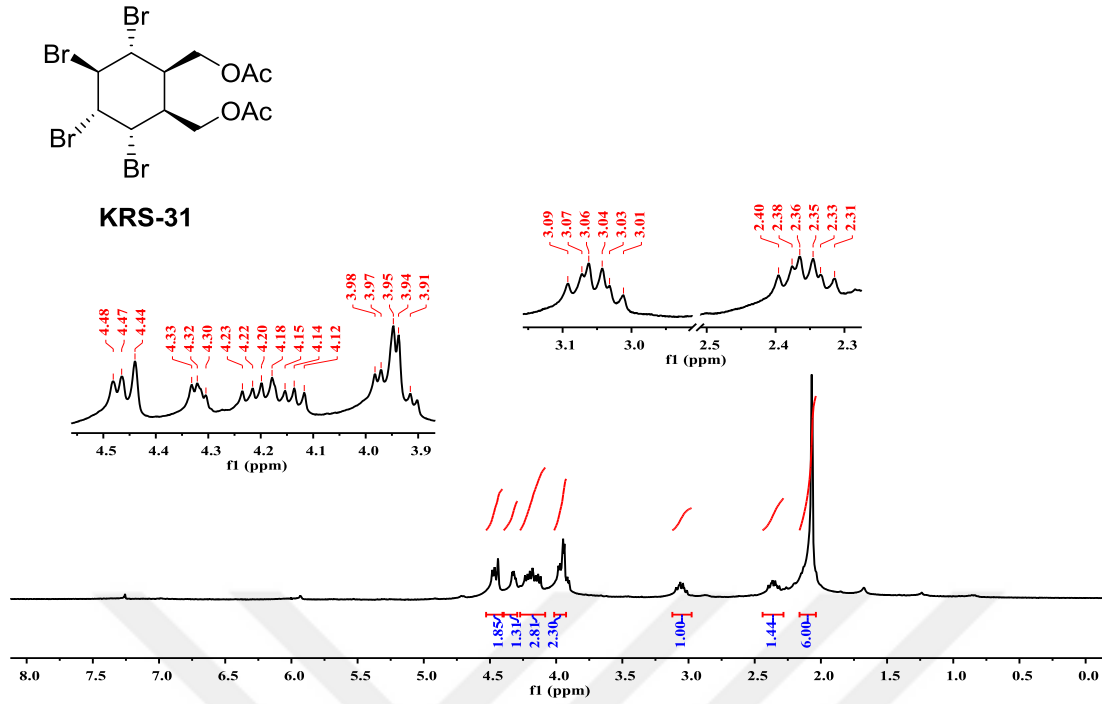 Br
Br
OAc
OAc
Br
Br
KRS-31
3.09
3.07
3.06
3.04
3.03
3.01
2.40
2.38
2.36
2.35
2.33
2.31
3.1 3.0 2.5 2.4 2.3
f1 (ppm)
4.48
4.47
4.44
4.33
4.32
4.30
4.23
4.22
4.20
4.18
4.15
4.14
4.12
3.98
3.97
3.95
3.94
3.91
4.5 4.4 4.3 4.2 4.1 4.0 3.9
f1 (ppm)
1.85
1.31
2.81
2.30
1.00
1.44
6.00
8.0 7.5 7.0 6.5 6.0 5.5 5.0 4.5 4.0 3.5 3.0 2.5 2.0 1.5 1.0 0.5 0.0
f1 (ppm)